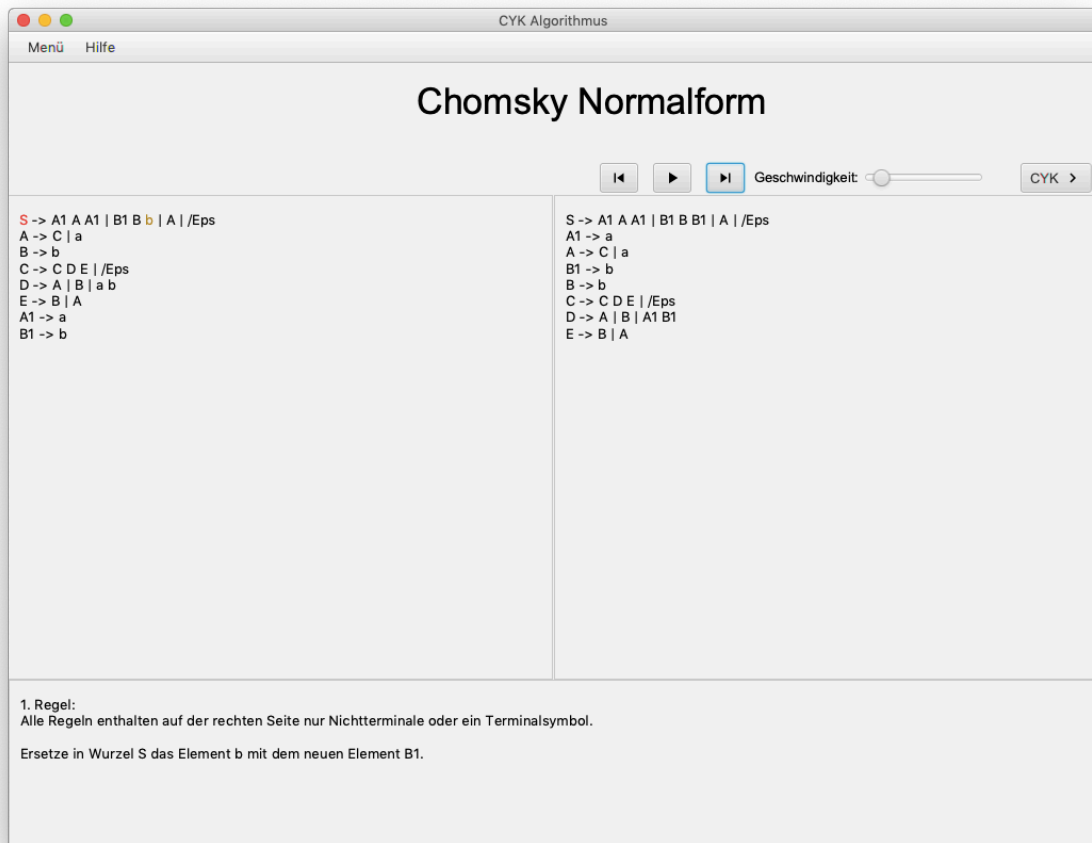 CYK Algorithmus
Menü Hilfe
Chomsky Normalform
Geschwindigkeit: CYK >
S -> A1 A A1 | B1 B b | A | /Eps
A -> C | a
B -> b
C -> C D E | /Eps
D -> A | B | a b
E -> B | A
A1 -> a
B1 -> b
S -> A1 A A1 | B1 B B1 | A | /Eps
A1 -> a
A -> C | a
B1 -> b
B -> b
C -> C D E | /Eps
D -> A | B | A1 B1
E -> B | A
1. Regel:
Alle Regeln enthalten auf der rechten Seite nur Nichtterminale oder ein Terminalsymbol.
Ersetze in Wurzel S das Element b mit dem neuen Element B1.